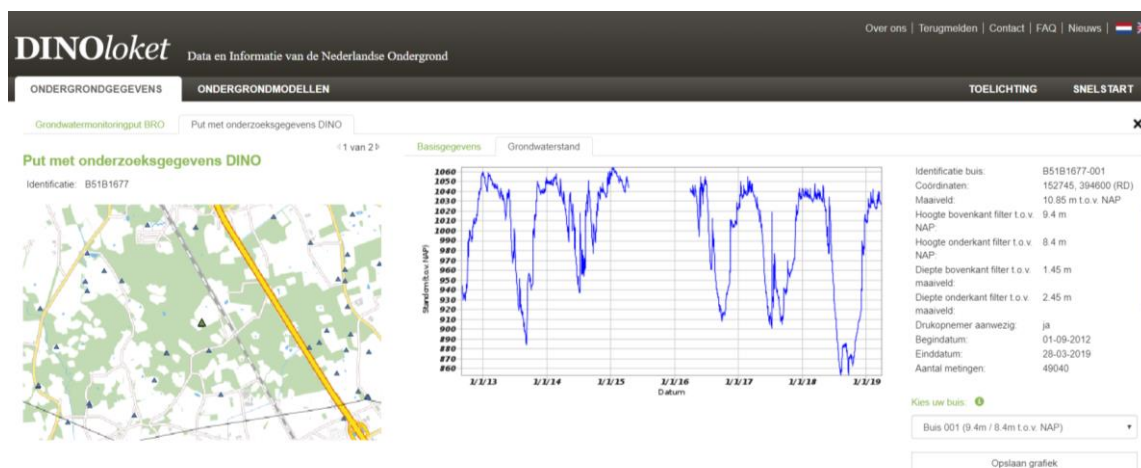 Over ons | Terugmelden | Contact | FAQ | Nieuws |
DINOloket Data en Informatie van de Nederlandse Ondergrond
ONDERGRONDGEGEVENS ONDERGRONDMODELLEN TOELICHTING SNELSTART
Grondwatermonitoringput BRO Put met onderzoeksgegevens DINO x
1 van 2
Put met onderzoeksgegevens DINO
Identificatie: B51B1677
Basisgegevens Grondwaterstand
1060
1050
1040
1030
1020
1010
1000
990
980
970
960
950
940
930
920
910
900
890
880
870
860
Stand cm (t.o.v. NAP)
1/1/13 1/1/14 1/1/15 1/1/16 1/1/17 1/1/18 1/1/19
Datum
Identificatie buis: B51B1677-001
Coördinaten: 152745, 394600 (RD)
Maaiveld: 10.85 m t.o.v. NAP
Hoogte bovenkant filter t.o.v. 9.4 m
NAP:
Hoogte onderkant filter t.o.v. 8.4 m
NAP:
Diepte bovenkant filter t.o.v. 1.45 m
maaiveld:
Diepte onderkant filter t.o.v. 2.45 m
maaiveld:
Drukopnemer aanwezig: ja
Begindatum: 01-09-2012
Einddatum: 28-03-2019
Aantal metingen: 49040
Kies uw buis:
Buis 001 (9.4m / 8.4m t.o.v. NAP)
Opslaan grafiek